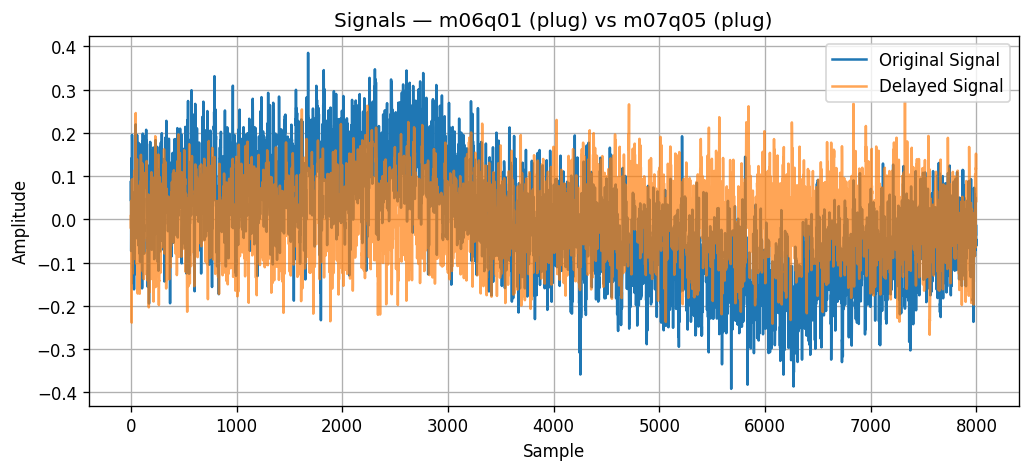 Signals — m06q01 (plug) vs m07q05 (plug)
Original Signal
Delayed Signal
Amplitude
0.4
0.3
0.2
0.1
0.0
−0.1
−0.2
−0.3
−0.4
0 1000 2000 3000 4000 5000 6000 7000 8000
Sample